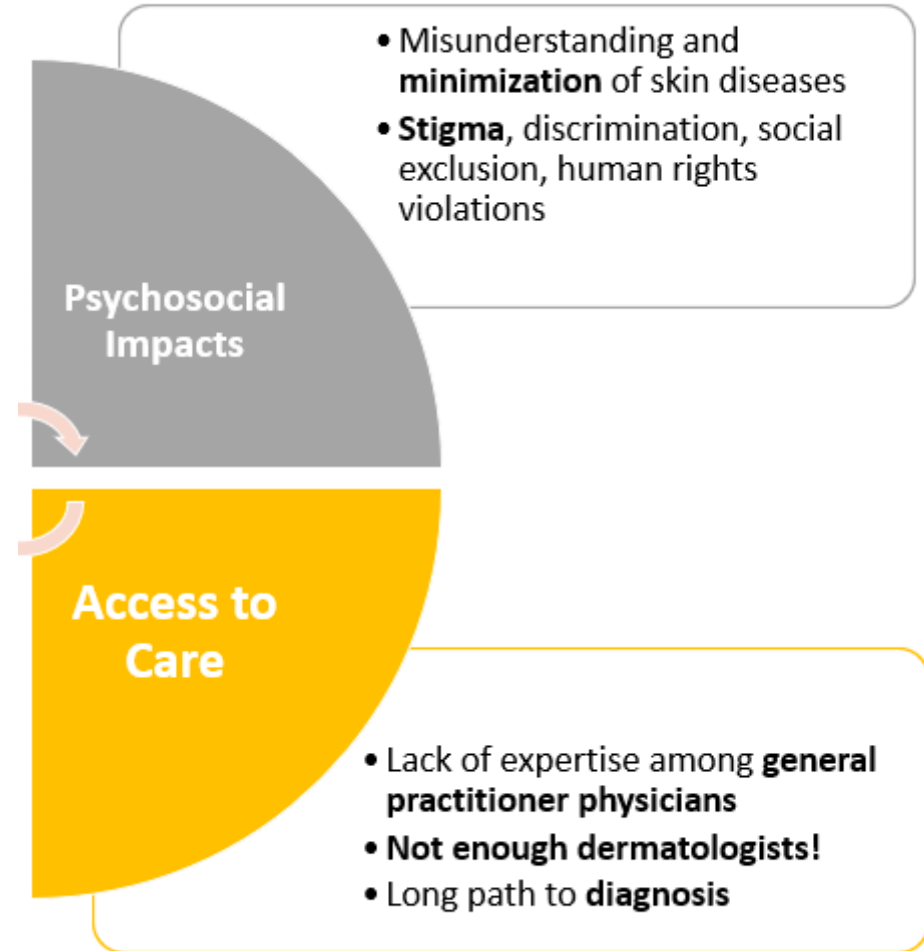 • Misunderstanding and
minimization of skin diseases
• Stigma, discrimination, social
exclusion, human rights
violations
Psychosocial
Impacts
Access to
Care
• Lack of expertise among general
practitioner physicians
• Not enough dermatologists!
• Long path to diagnosis